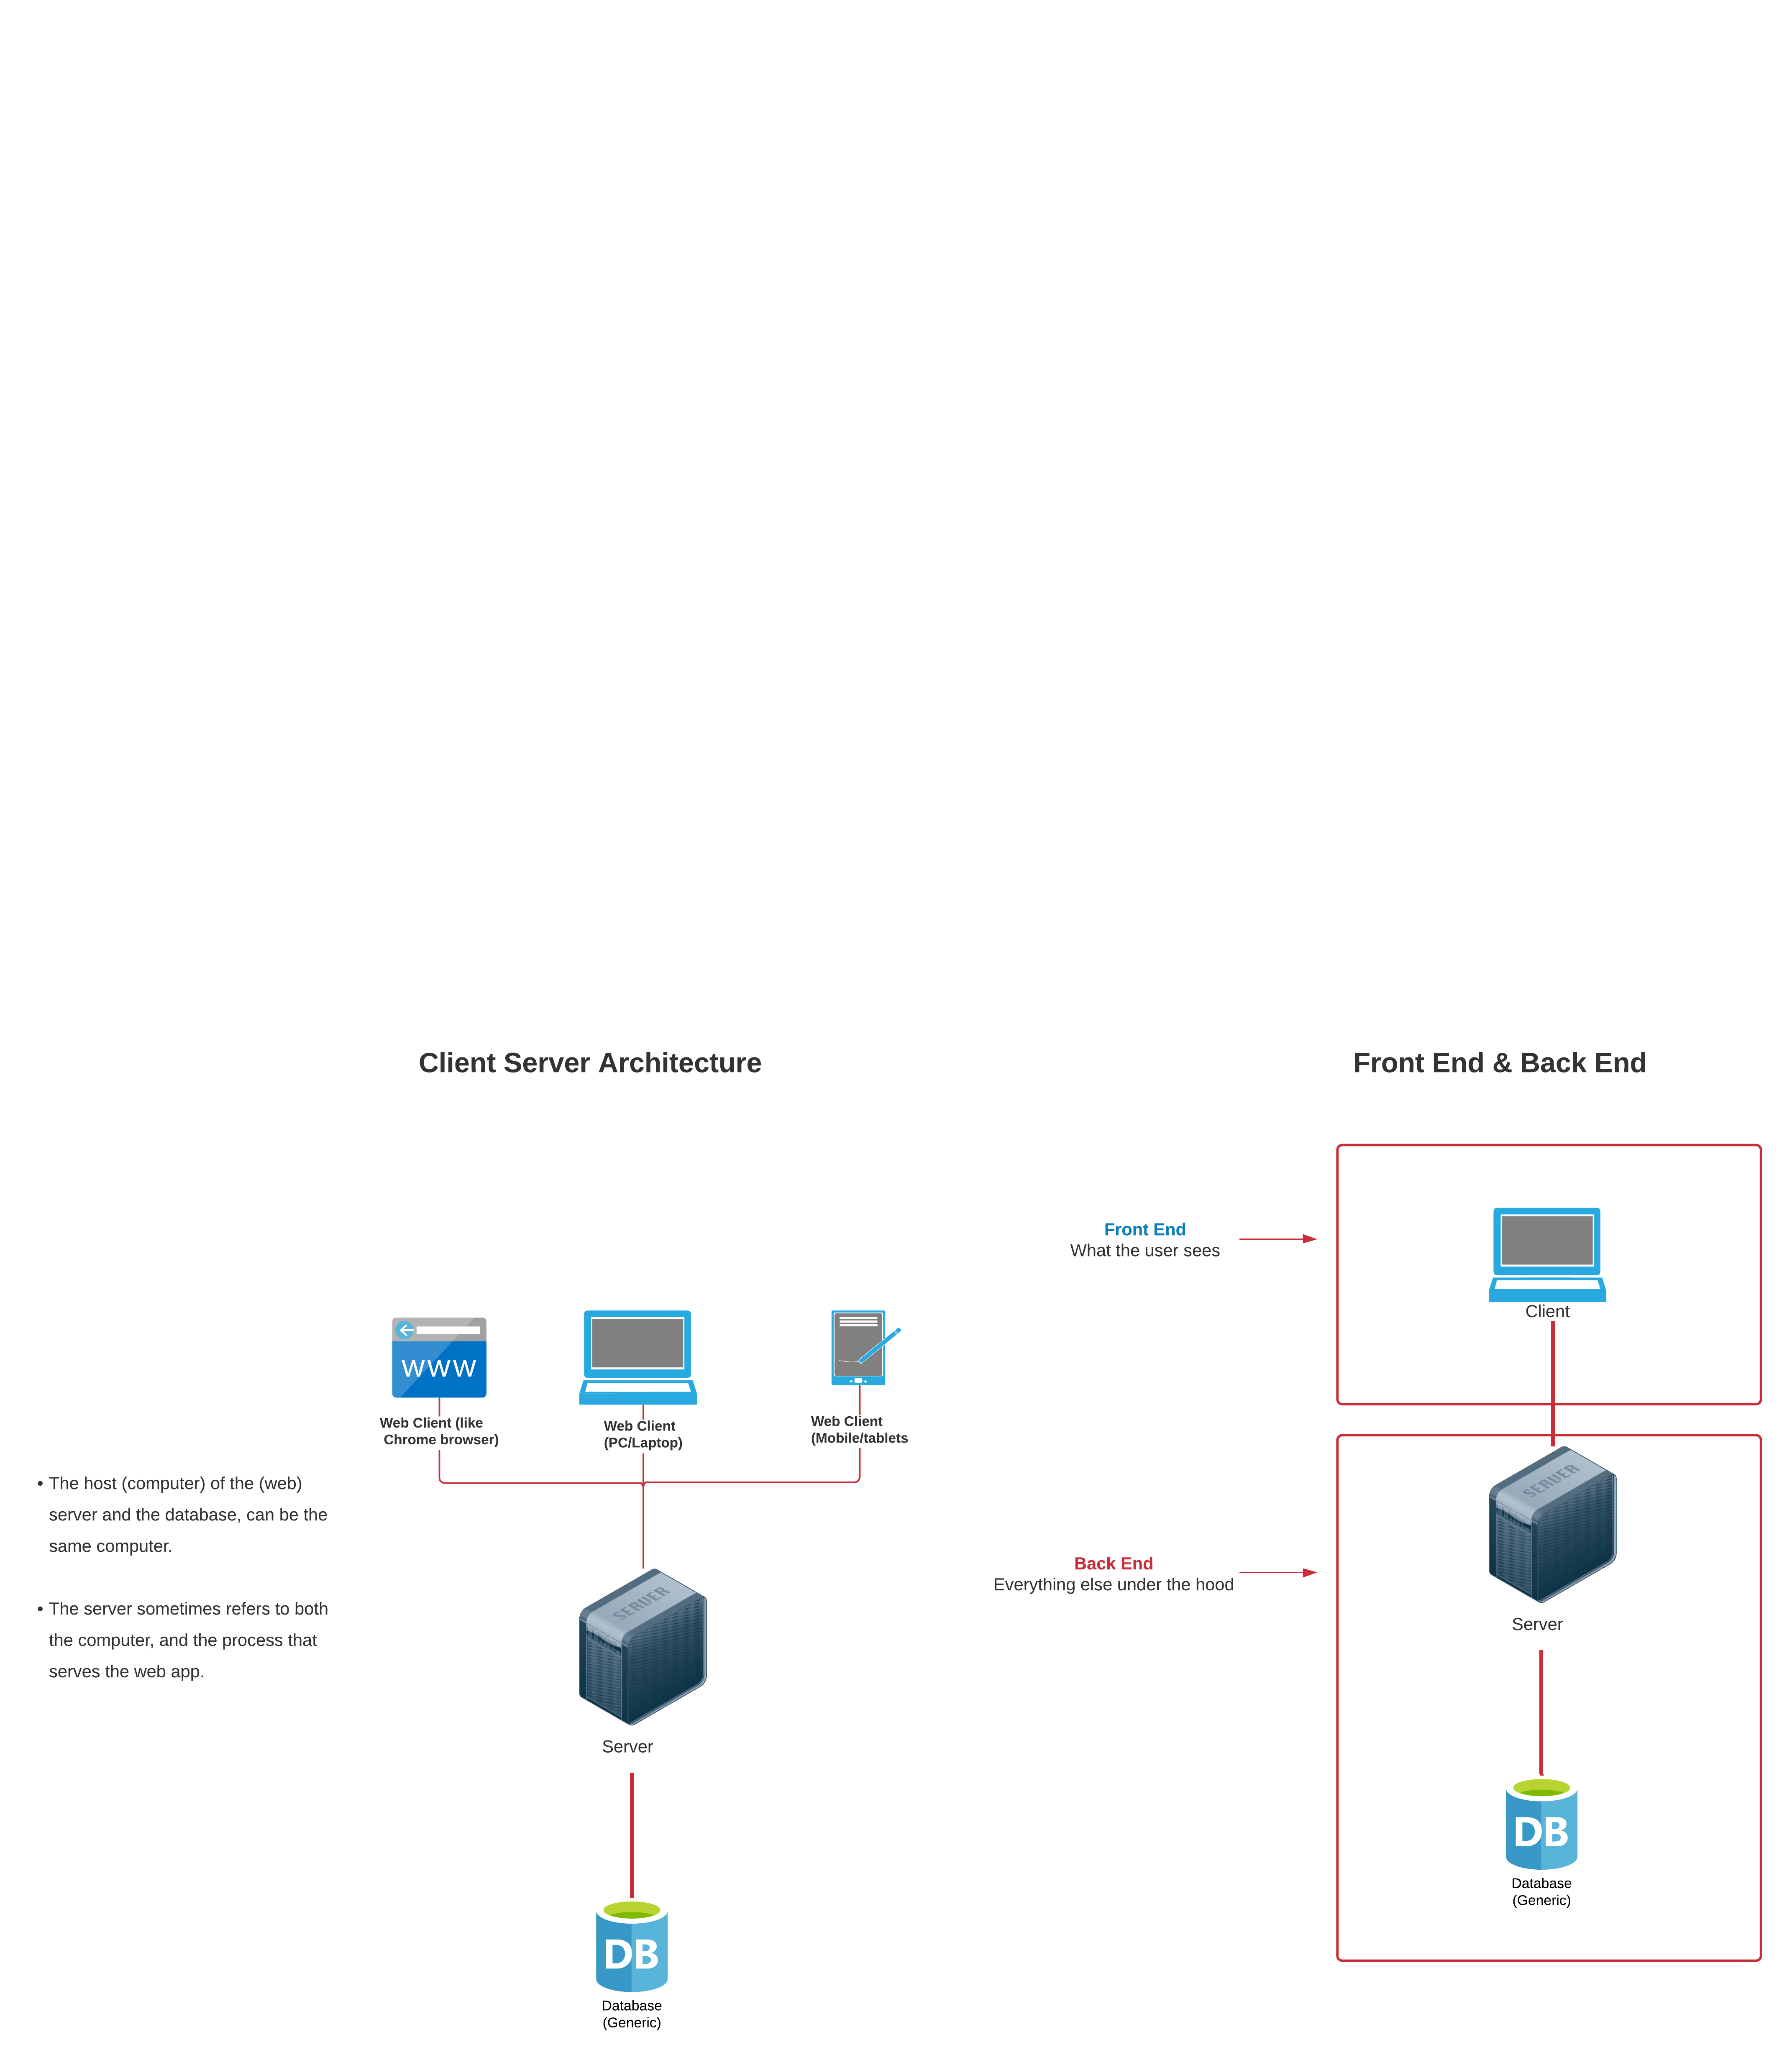 Client Server Architecture
WWW
Web Client (like
Chrome browser)
Web Client
(PC/Laptop)
Web Client
(Mobile/tablets
• The host (computer) of the (web)
server and the database, can be the
same computer.
• The server sometimes refers to both
the computer, and the process that
serves the web app.
SERVER
Server
DB
Database
(Generic)
Front End & Back End
Front End
What the user sees
Client
Back End
Everything else under the hood
SERVER
Server
DB
Database
(Generic)